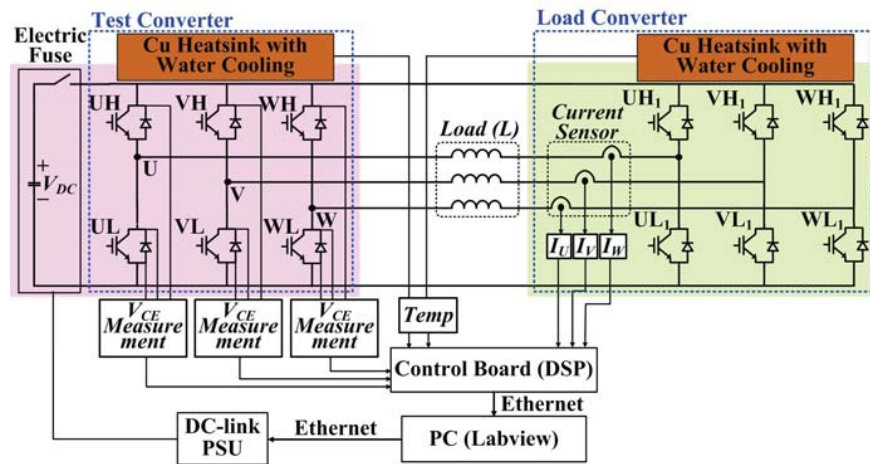 Test Converter
Load Converter
Electric
Fuse
Cu Heatsink with
Water Cooling
Cu Heatsink with
Water Cooling
UH
VH
WH
Load (L)
Current
Sensor
UH1
VH1
WH1
U
V
W
+
VDC
−
UL
VL
WL
UL1
VL1
WL1
IU
IV
IW
VCE
Measure
ment
VCE
Measure
ment
VCE
Measure
ment
Temp
Control Board (DSP)
Ethernet
DC-link
PSU
Ethernet
PC (Labview)